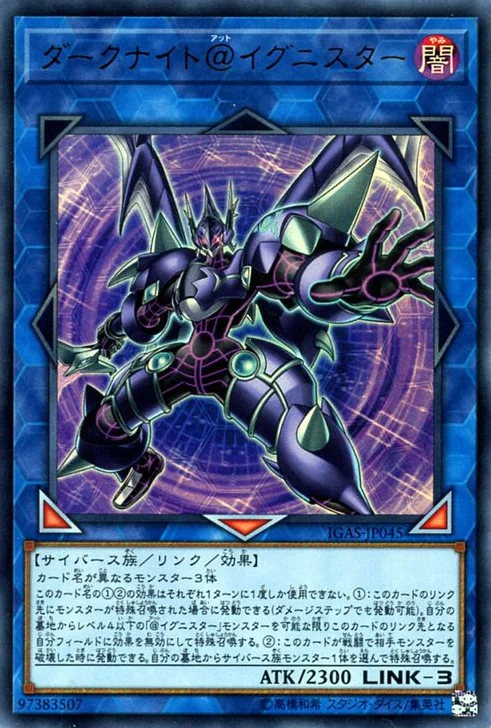 アット
ダークナイト@イグニスター
やみ
闇
IGAS-JP045
【サイバース族／リンク／効果】
カード名が異なるモンスター３体
このカード名の①②の効果はそれぞれ１ターンに１度しか使用できない。①：このカードのリンク
先にモンスターが特殊召喚された場合に発動できる(ダメージステップでも発動可能)。自分の
墓地からレベル４以下の「@イグニスター」モンスターを可能な限りこのカードのリンク先となる
自分フィールドに効果を無効にして特殊召喚する。②：このカードが戦闘で相手モンスターを
破壊した時に発動できる。自分の墓地からサイバース族モンスター１体を選んで特殊召喚する。
ATK/2300 LINK-3
97383507
©高橋和希 スタジオ・ダイス/集英社